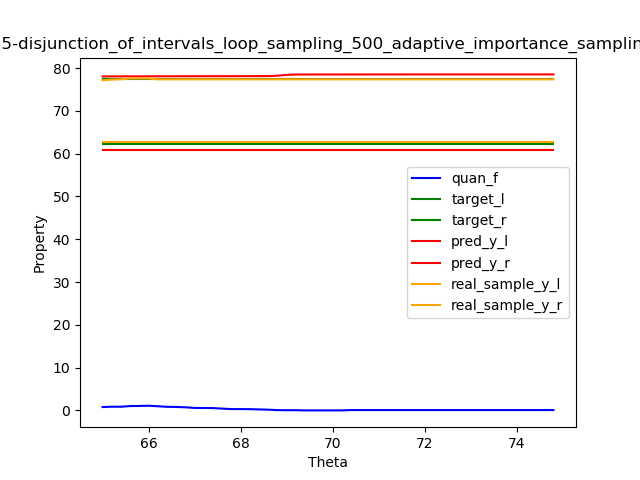 5-disjunction_of_intervals_loop_sampling_500_adaptive_importance_samplin
80
70
60
50
40
30
20
10
0
Property
66
68
70
72
74
Theta
quan_f
target_l
target_r
pred_y_l
pred_y_r
real_sample_y_l
real_sample_y_r